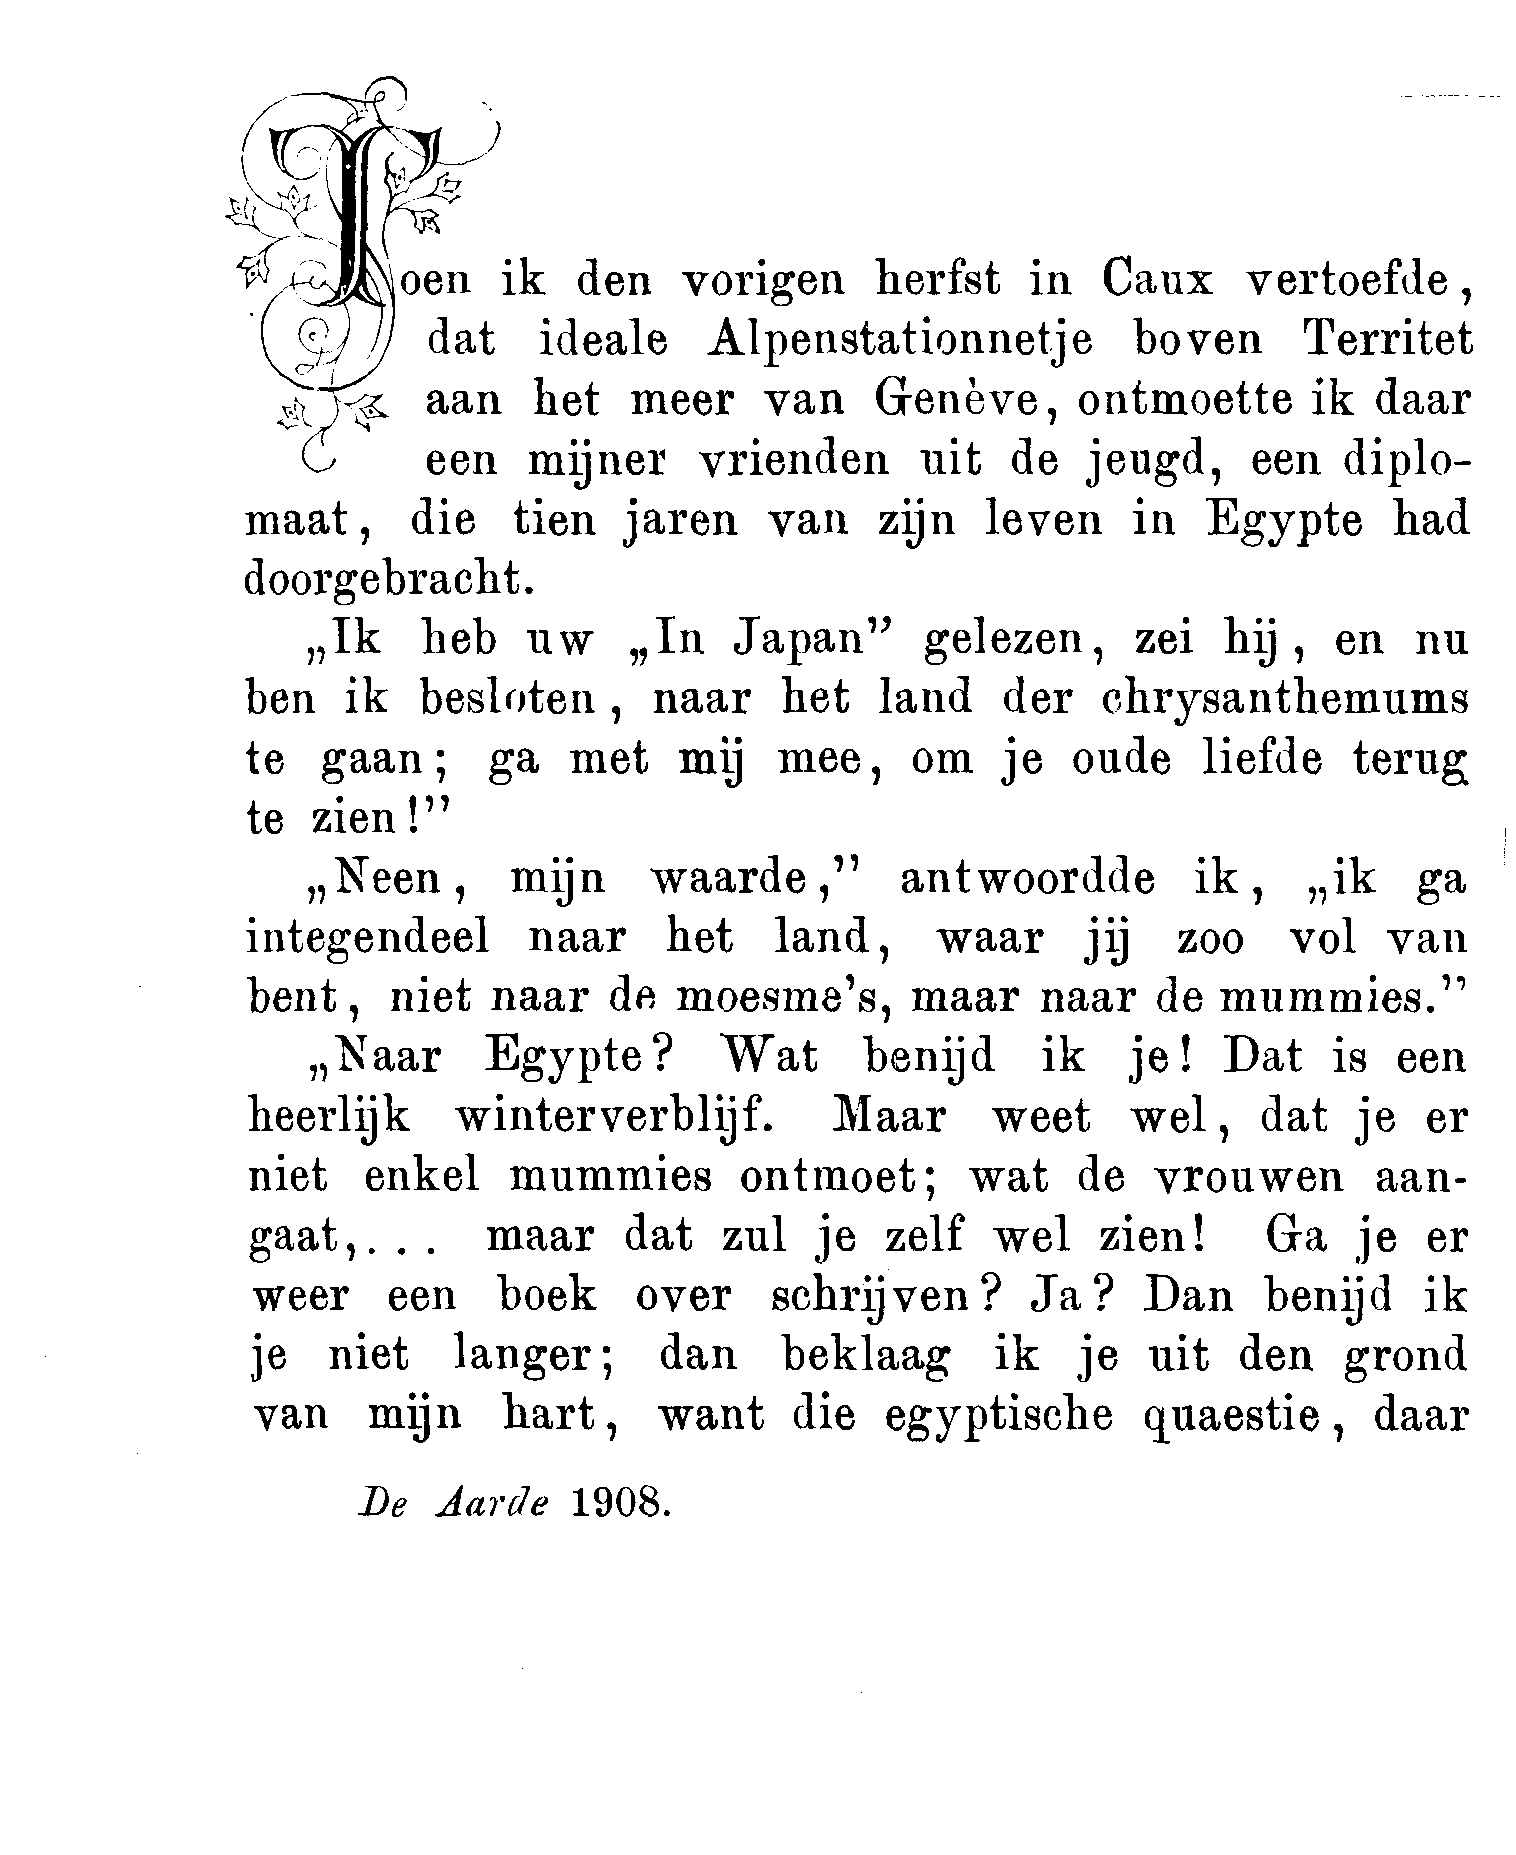 Toen ik den vorigen herfst in Caux vertoefde,
dat ideale Alpenstationnetje boven Territet
aan het meer van Genève, ontmoette ik daar
een mijner vrienden uit de jeugd, een diplo-
maat, die tien jaren van zijn leven in Egypte had
doorgebracht.
„Ik heb uw „In Japan” gelezen, zei hij, en nu
ben ik besloten, naar het land der chrysanthemums
te gaan; ga met mij mee, om je oude liefde terug
te zien!”
„Neen, mijn waarde,” antwoordde ik, „ik ga
integendeel naar het land, waar jij zoo vol van
bent, niet naar de moesme's, maar naar de mummies.”
„Naar Egypte? Wat benijd ik je! Dat is een
heerlijk winterverblijf. Maar weet wel, dat je er
niet enkel mummies ontmoet; wat de vrouwen aan-
gaat,... maar dat zul je zelf wel zien! Ga je er
weer een boek over schrijven? Ja? Dan benijd ik
je niet langer; dan beklaag ik je uit den grond
van mijn hart, want die egyptische quaestie, daar
De Aarde 1908.